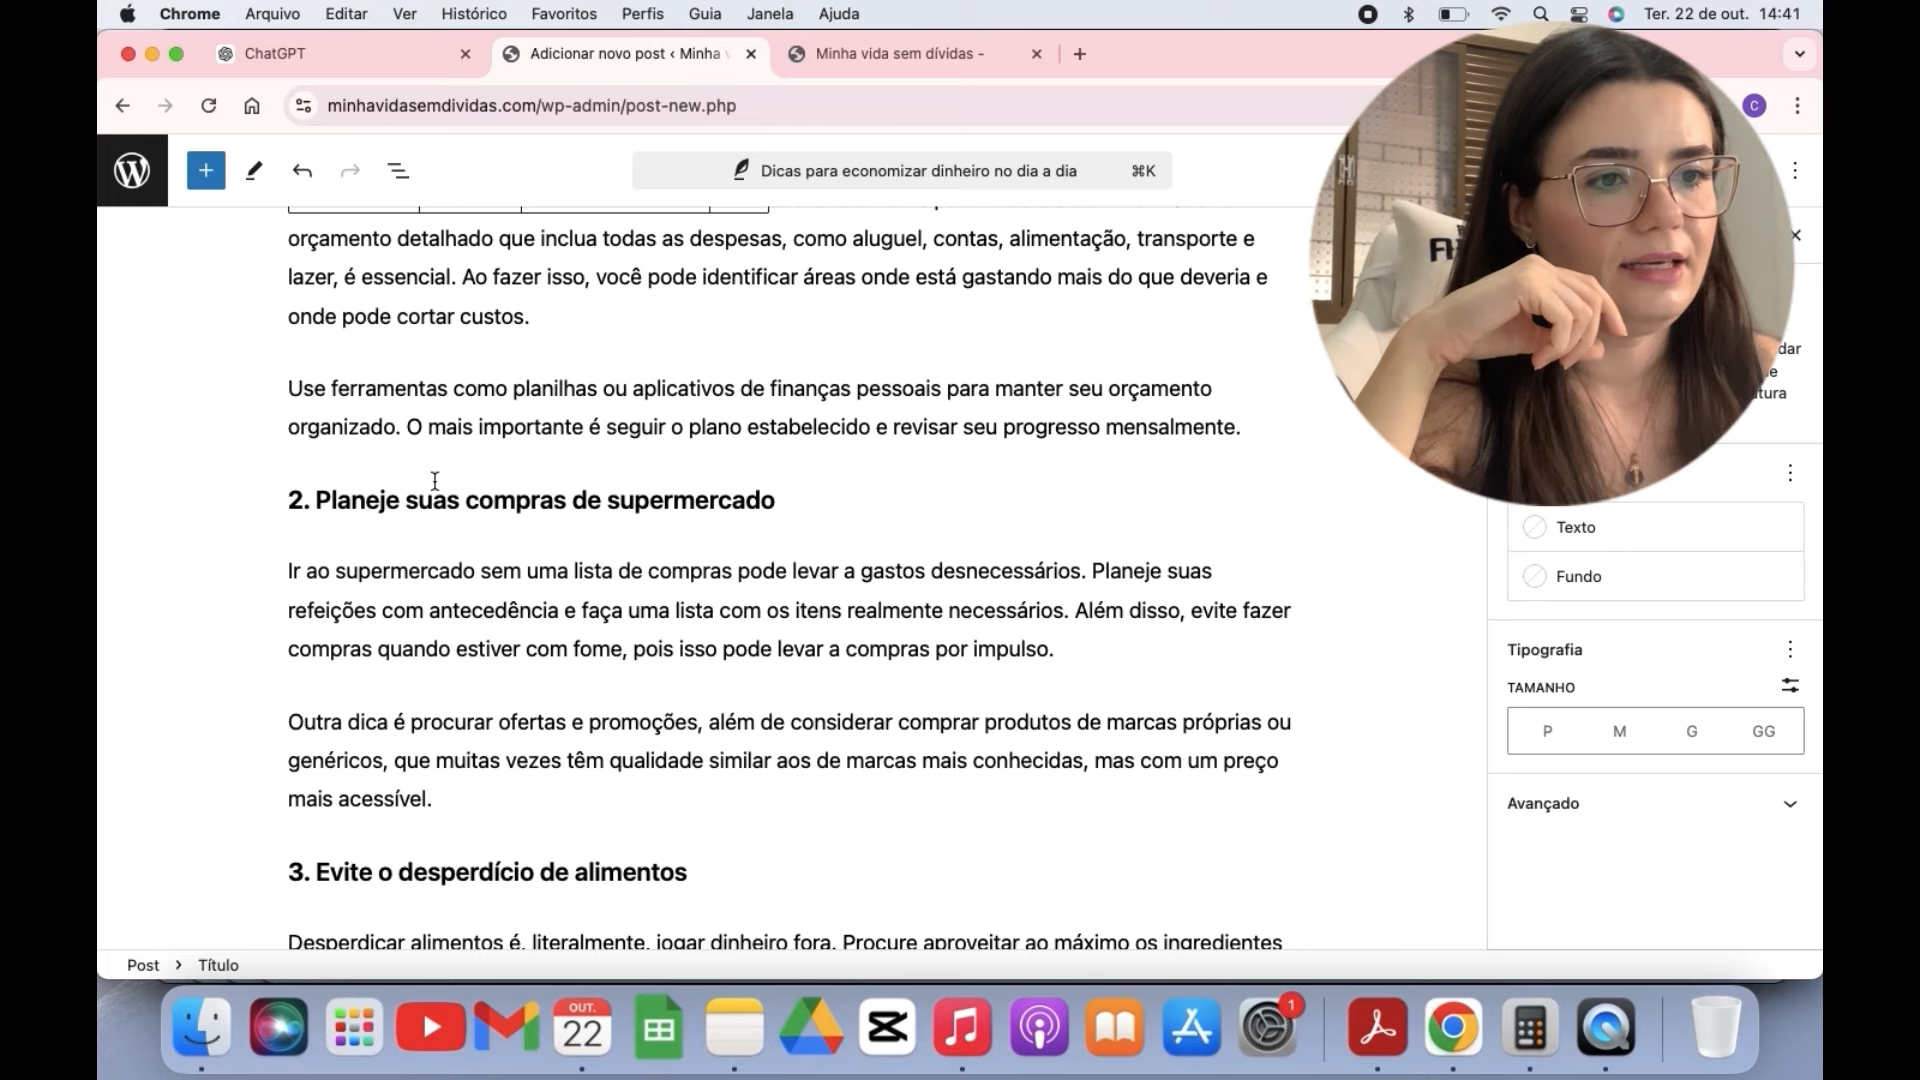 Chrome Arquivo Editar Ver Histórico Favoritos Perfis Guia Janela Ajuda Ter. 22 de out. 14:41
ChatGPT Adicionar novo post ‹ Minha v Minha vida sem dívidas -
minhavidasemdividas.com/wp-admin/post-new.php C
Dicas para economizar dinheiro no dia a dia ⌘K
orçamento detalhado que inclua todas as despesas, como aluguel, contas, alimentação, transporte e
lazer, é essencial. Ao fazer isso, você pode identificar áreas onde está gastando mais do que deveria e
onde pode cortar custos.
Use ferramentas como planilhas ou aplicativos de finanças pessoais para manter seu orçamento
organizado. O mais importante é seguir o plano estabelecido e revisar seu progresso mensalmente.
2. Planeje suas compras de supermercado
Ir ao supermercado sem uma lista de compras pode levar a gastos desnecessários. Planeje suas
refeições com antecedência e faça uma lista com os itens realmente necessários. Além disso, evite fazer
compras quando estiver com fome, pois isso pode levar a compras por impulso.
Outra dica é procurar ofertas e promoções, além de considerar comprar produtos de marcas próprias ou
genéricos, que muitas vezes têm qualidade similar aos de marcas mais conhecidas, mas com um preço
mais acessível.
3. Evite o desperdício de alimentos
Desperdiçar alimentos é, literalmente, jogar dinheiro fora. Procure aproveitar ao máximo os ingredientes
Texto
Fundo
Tipografia
TAMANHO
P M G GG
Avançado
Post › Título
OUT.
22
1